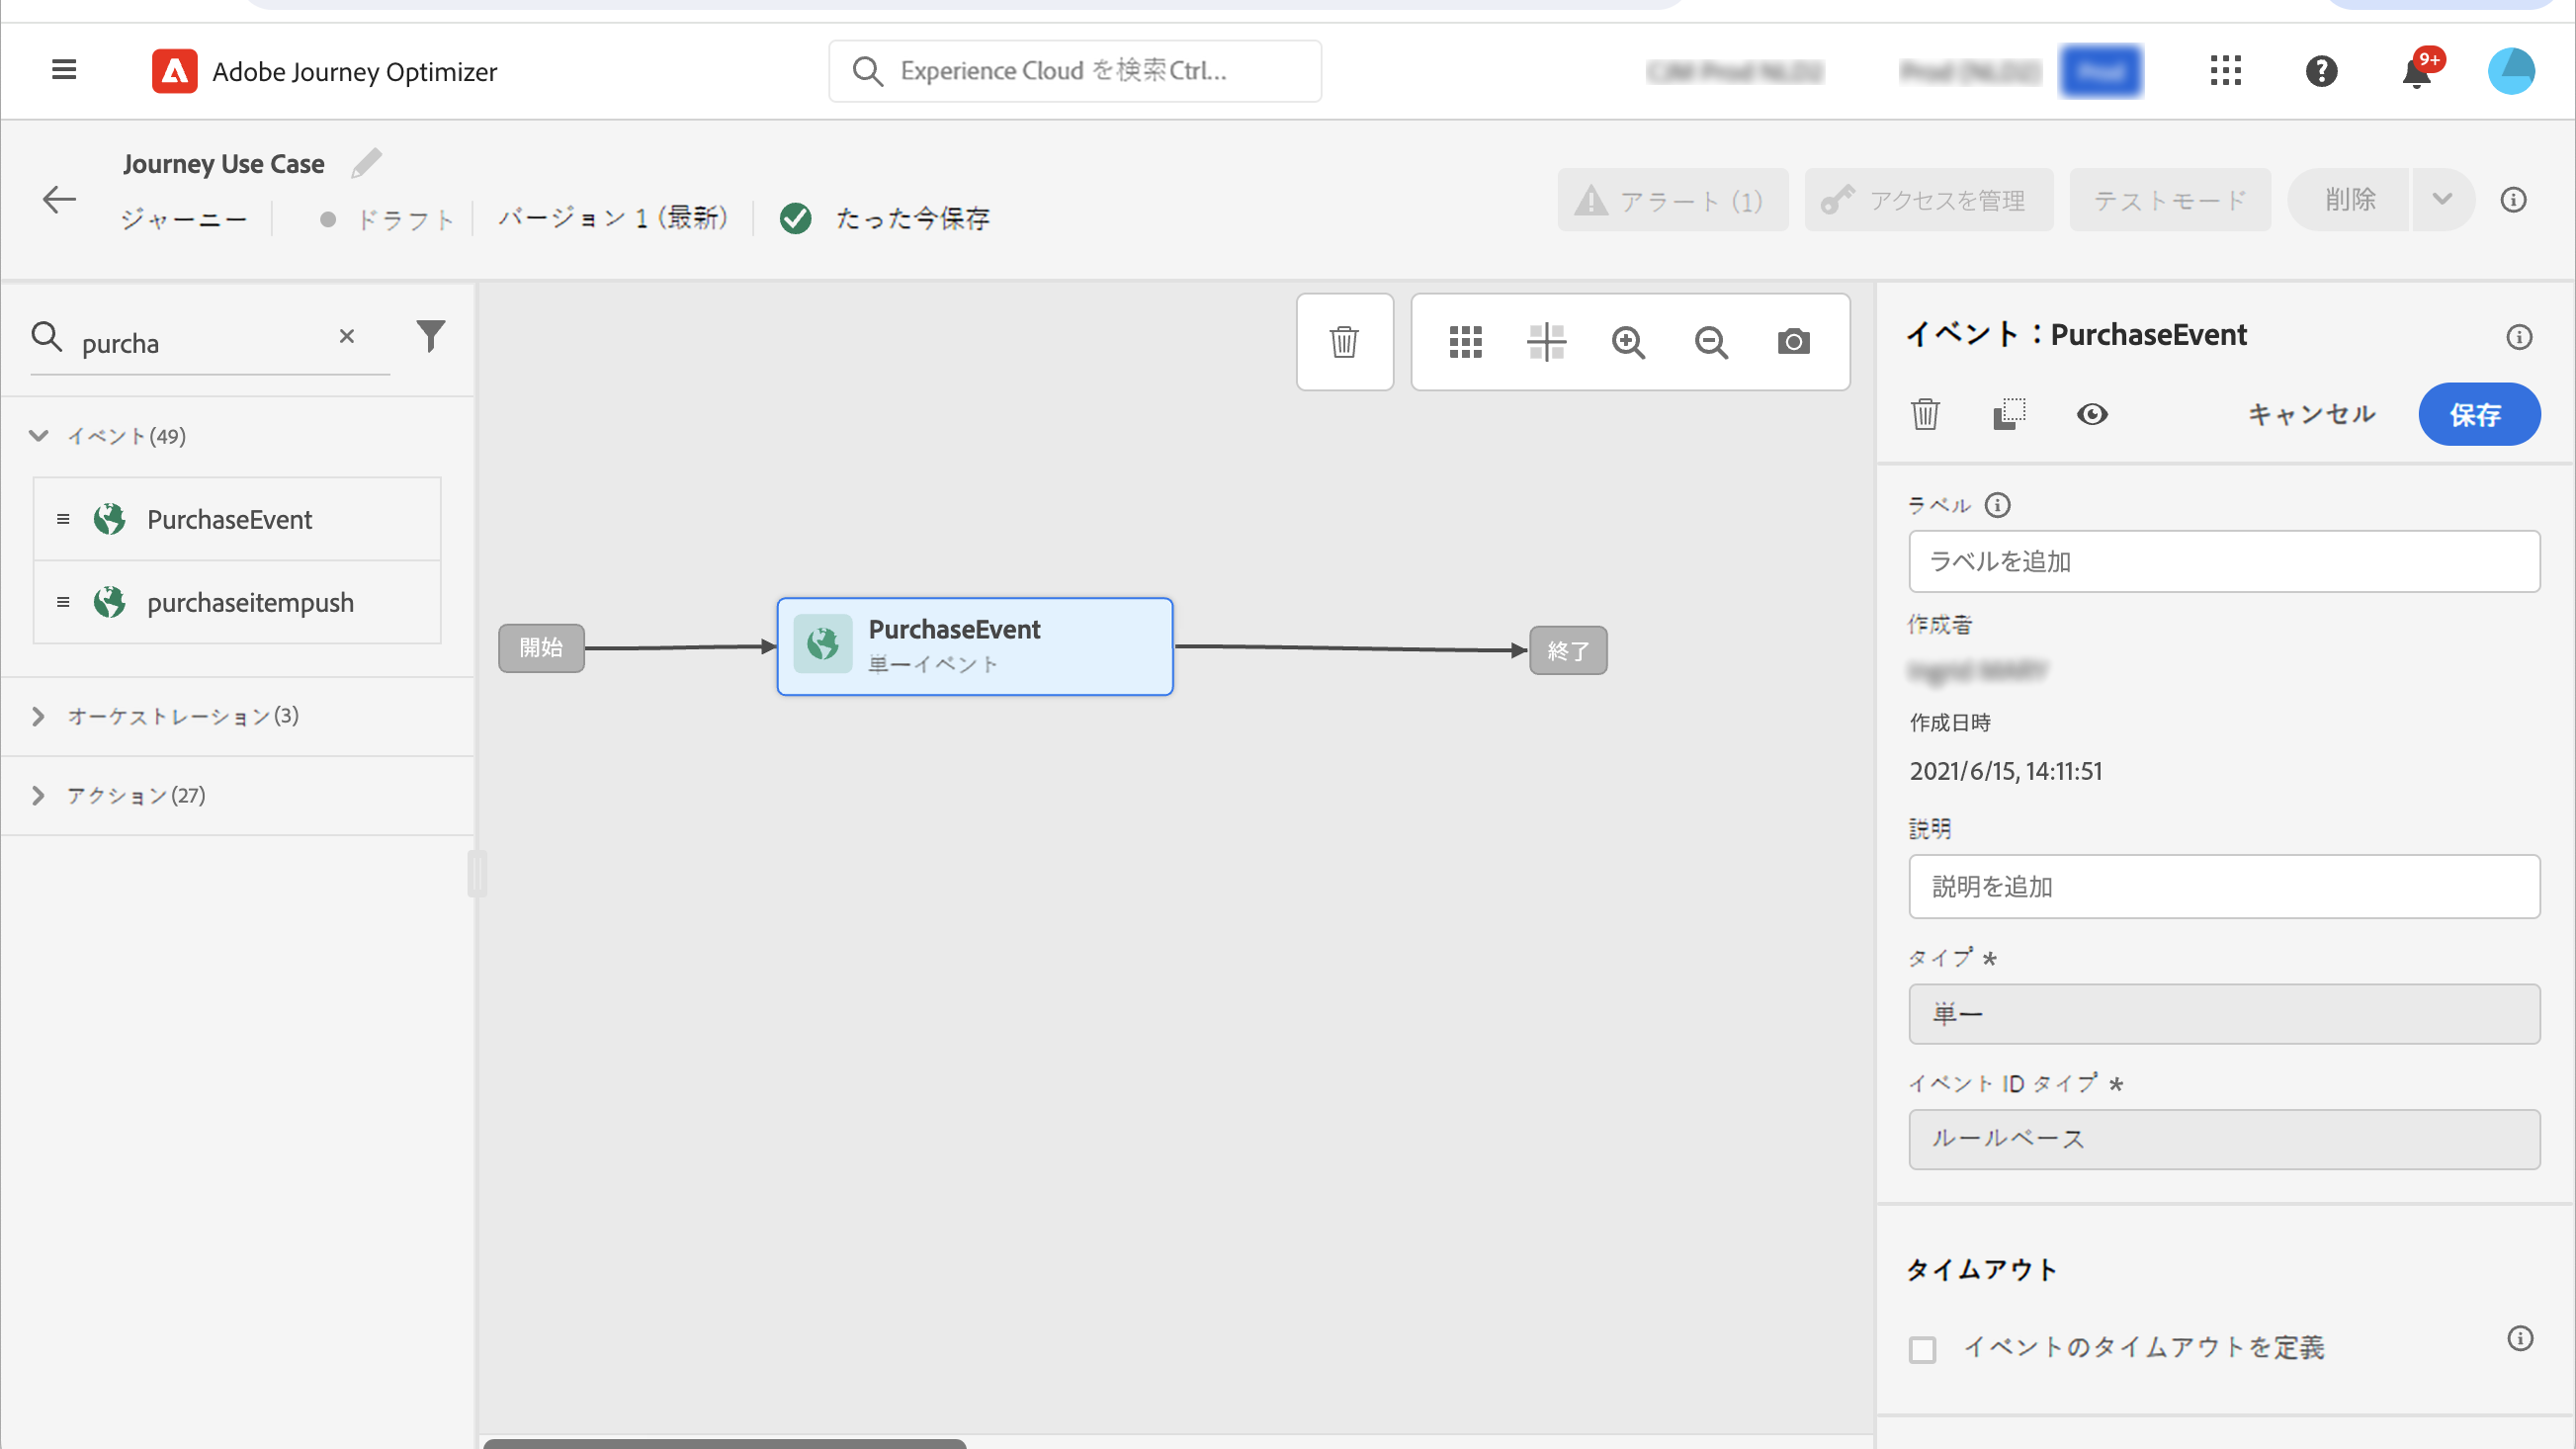 Adobe Journey Optimizer
Experience Cloud を検索Ctrl...
9+
Journey Use Case
ジャーニー
ドラフト
バージョン 1 (最新)
たった今保存
アラート (1)
アクセスを管理
テストモード
削除
purcha
イベント(49)
PurchaseEvent
purchaseitempush
オーケストレーション(3)
アクション(27)
開始
PurchaseEvent
単一イベント
終了
イベント：PurchaseEvent
キャンセル
保存
ラベル
ラベルを追加
作成者
作成日時
2021/6/15, 14:11:51
説明
説明を追加
タイプ *
単一
イベント ID タイプ *
ルールベース
タイムアウト
イベントのタイムアウトを定義